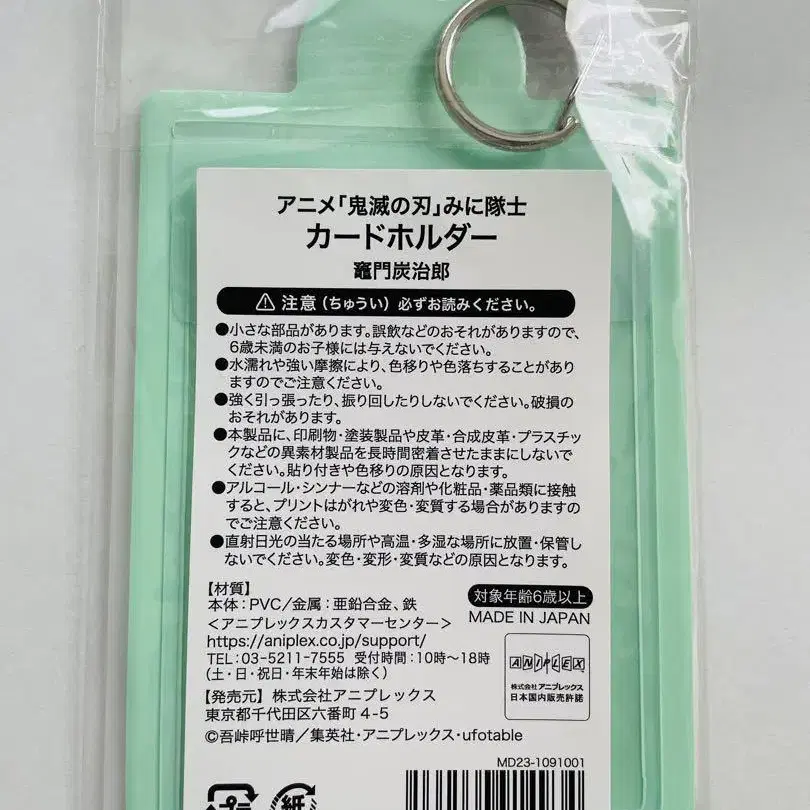 アニメ「鬼滅の刃」みに隊士
カードホルダー
竈門炭治郎
⚠注意（ちゅうい）必ずお読みください。
●小さな部品があります。誤飲などのおそれがありますので、
6歳未満のお子様には与えないでください。
●水濡れや強い摩擦により、色移りや色落ちすることがあり
ますのでご注意ください。
●強く引っ張ったり、振り回したりしないでください。破損の
おそれがあります。
●本製品に、印刷物・塗装製品や皮革・合成皮革・プラスチッ
クなどの異素材製品を長時間密着させたままにしないで
ください。貼り付きや色移りの原因となります。
●アルコール・シンナーなどの溶剤や化粧品・薬品類に接触
すると、プリントはがれや変色・変質する場合がありますの
でご注意ください。
●直射日光の当たる場所や高温・多湿な場所に放置・保管し
ないでください。変色・変形・変質などの原因となります。
【材質】
本体：PVC/金属：亜鉛合金、鉄
対象年齢6歳以上
＜アニプレックスカスタマーセンター＞
MADE IN JAPAN
https://aniplex.co.jp/support/
TEL：03-5211-7555 受付時間：10時〜18時
（土・日・祝日・年末年始は除く）
ANIPLEX
株式会社アニプレックス
日本国内販売許諾
【発売元】株式会社アニプレックス
東京都千代田区六番町4-5
©吾峠呼世晴／集英社・アニプレックス・ufotable
MD23-1091001
プラ
紙